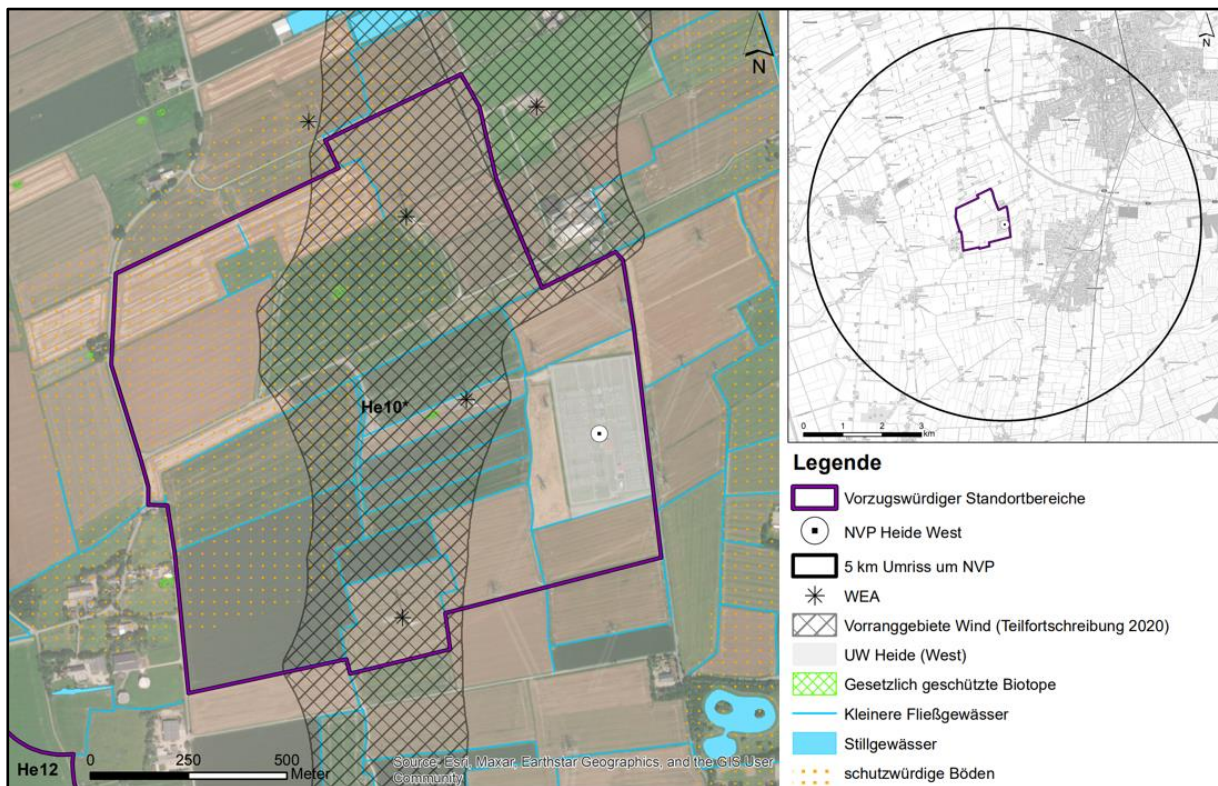 N
He10*
He12
0 250 500
Meter
Source: Esri, Maxar, Earthstar Geographics, and the GIS User
Community
N
0 1 2 3
km
Legende
Vorzugswürdiger Standortbereiche
NVP Heide West
5 km Umriss um NVP
WEA
Vorranggebiete Wind (Teilfortschreibung 2020)
UW Heide (West)
Gesetzlich geschützte Biotope
Kleinere Fließgewässer
Stillgewässer
schutzwürdige Böden